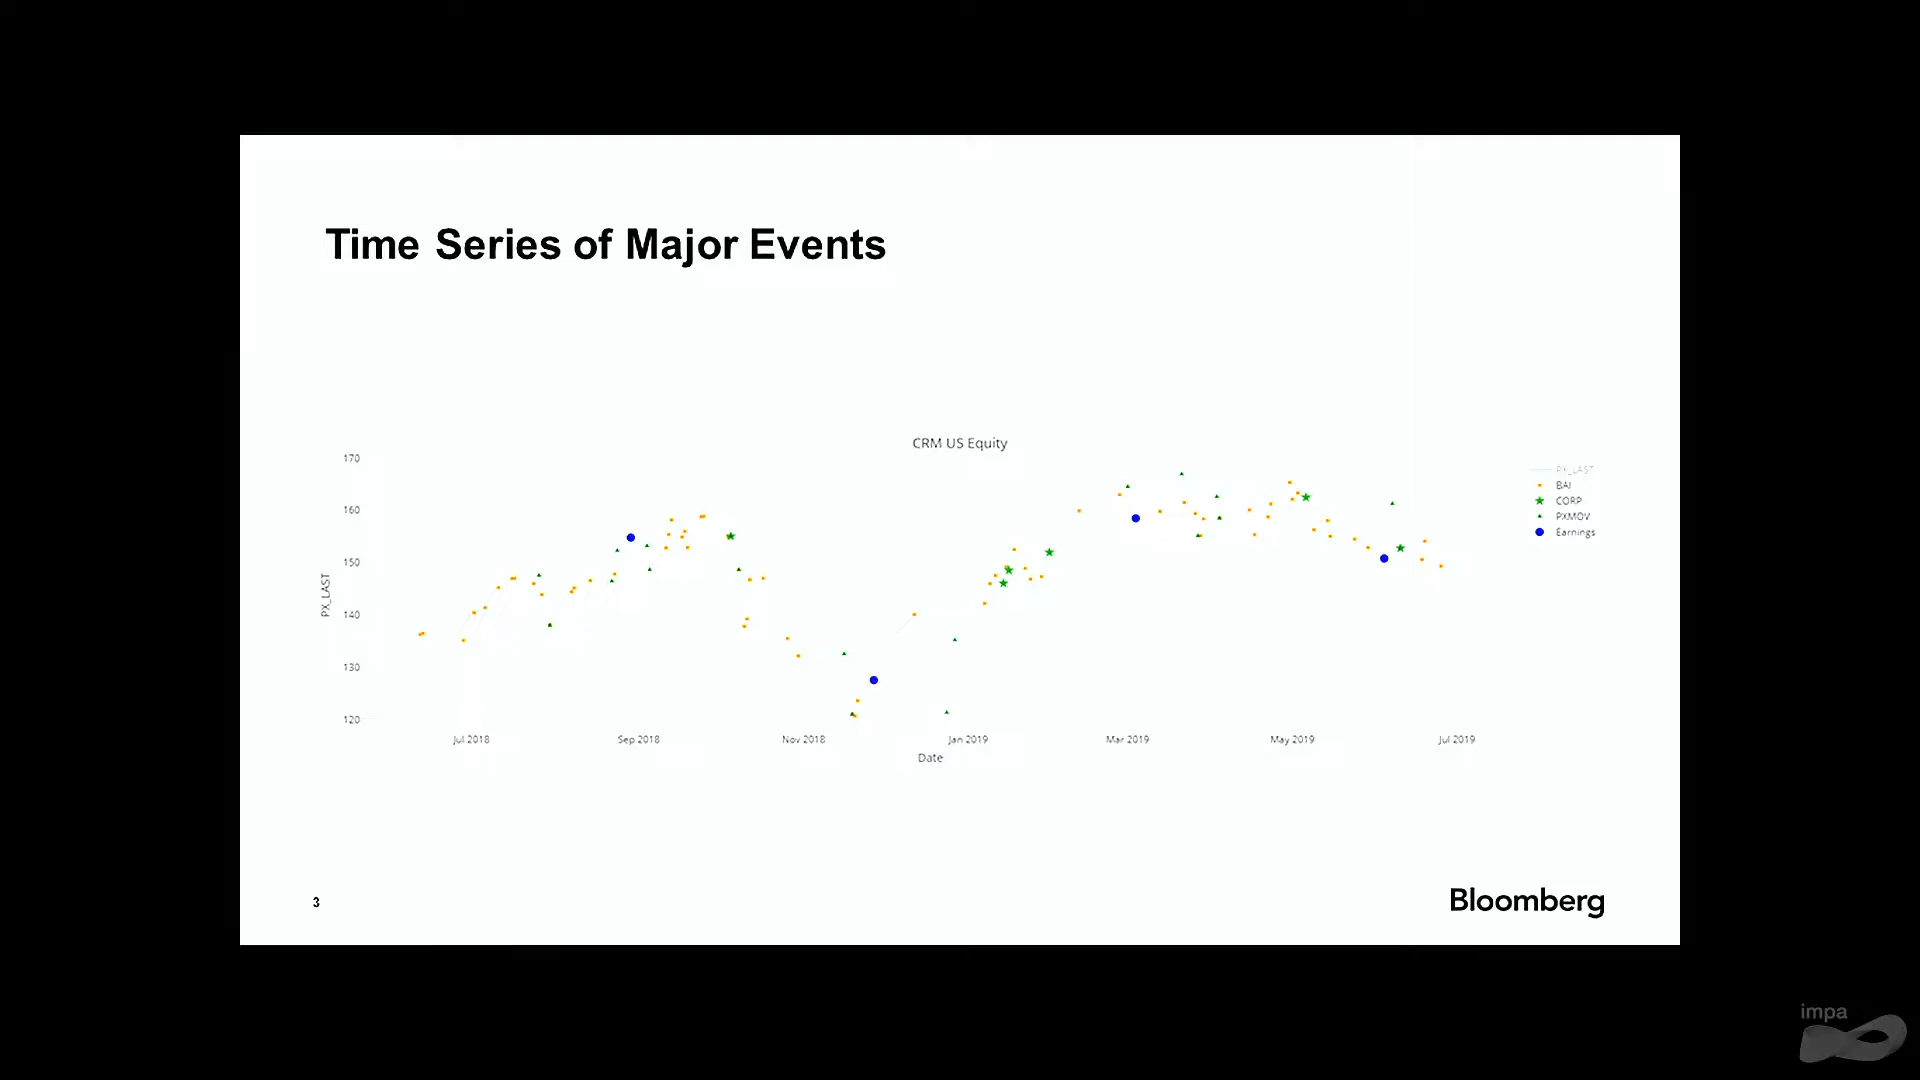 Time Series of Major Events
CRM US Equity
170
160
150
140
130
120
PX_LAST
Jul 2018
Sep 2018
Nov 2018
Jan 2019
Mar 2019
May 2019
Jul 2019
Date
PX_LAST
BAI
CORP
PXMOV
Earnings
3
Bloomberg
impa